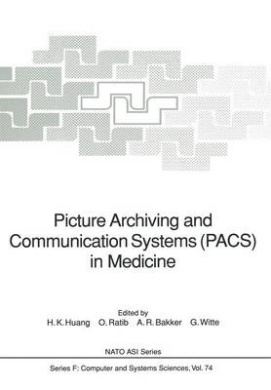 Picture Archiving and
Communication Systems (PACS)
in Medicine
Edited by
H. K. Huang O. Ratib A. R. Bakker G. Witte
NATO ASI Series
Series F: Computer and Systems Sciences, Vol. 74